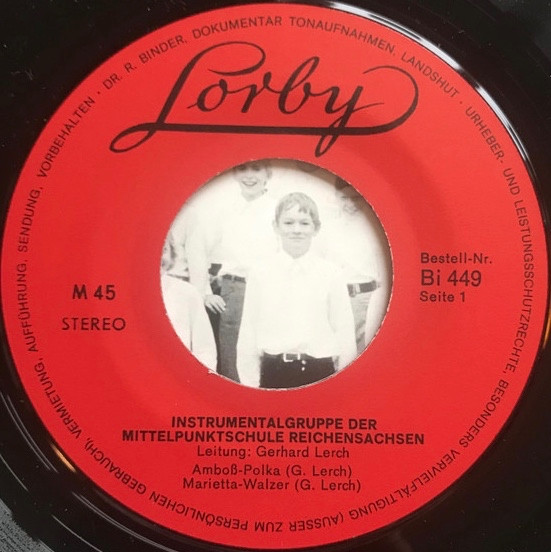 Lorby
DR. R. BINDER, DOKUMENTAR TONAUFNAHMEN, LANDSHUT · URHEBER- UND LEISTUNGSSCHUTZRECHTE, BESONDERS VERVIELFÄLTIGUNG (AUSSER ZUM PERSÖNLICHEN GEBRAUCH), VERMIETUNG, AUFFÜHRUNG, SENDUNG, VORBEHALTEN ·
M 45
STEREO
Bestell-Nr.
Bi 449
Seite 1
INSTRUMENTALGRUPPE DER
MITTELPUNKTSCHULE REICHENSACHSEN
Leitung: Gerhard Lerch
Amboß-Polka (G. Lerch)
Marietta-Walzer (G. Lerch)